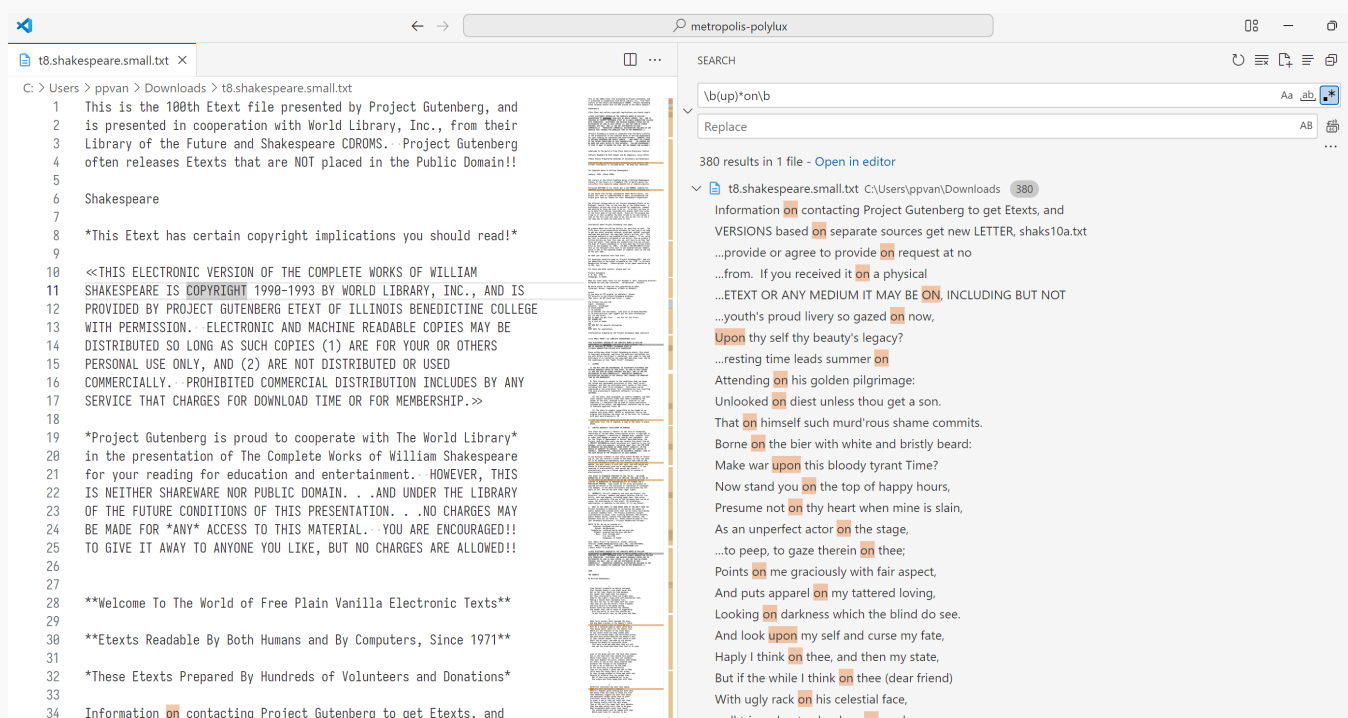 metropolis-polylux
t8.shakespeare.small.txt
C: > Users > ppvan > Downloads > t8.shakespeare.small.txt
1 This is the 100th Etext file presented by Project Gutenberg, and
2 is presented in cooperation with World Library, Inc., from their
3 Library of the Future and Shakespeare CDROMS. Project Gutenberg
4 often releases Etexts that are NOT placed in the Public Domain!!
5
6 Shakespeare
7
8 *This Etext has certain copyright implications you should read!*
9
10 <<THIS ELECTRONIC VERSION OF THE COMPLETE WORKS OF WILLIAM
11 SHAKESPEARE IS COPYRIGHT 1990-1993 BY WORLD LIBRARY, INC., AND IS
12 PROVIDED BY PROJECT GUTENBERG ETEXT OF ILLINOIS BENEDICTINE COLLEGE
13 WITH PERMISSION. ELECTRONIC AND MACHINE READABLE COPIES MAY BE
14 DISTRIBUTED SO LONG AS SUCH COPIES (1) ARE FOR YOUR OR OTHERS
15 PERSONAL USE ONLY, AND (2) ARE NOT DISTRIBUTED OR USED
16 COMMERCIALLY. PROHIBITED COMMERCIAL DISTRIBUTION INCLUDES BY ANY
17 SERVICE THAT CHARGES FOR DOWNLOAD TIME OR FOR MEMBERSHIP.>>
18
19 *Project Gutenberg is proud to cooperate with The World Library*
20 in the presentation of The Complete Works of William Shakespeare
21 for your reading for education and entertainment. HOWEVER, THIS
22 IS NEITHER SHAREWARE NOR PUBLIC DOMAIN. . .AND UNDER THE LIBRARY
23 OF THE FUTURE CONDITIONS OF THIS PRESENTATION. . .NO CHARGES MAY
24 BE MADE FOR *ANY* ACCESS TO THIS MATERIAL. YOU ARE ENCOURAGED!!
25 TO GIVE IT AWAY TO ANYONE YOU LIKE, BUT NO CHARGES ARE ALLOWED!!
26
27
28 **Welcome To The World of Free Plain Vanilla Electronic Texts**
29
30 **Etexts Readable By Both Humans and By Computers, Since 1971**
31
32 *These Etexts Prepared By Hundreds of Volunteers and Donations*
33
34 Information on contacting Project Gutenberg to get Etexts, and
SEARCH
\b(up)*on\b
Aa ab .*
Replace
AB
380 results in 1 file - Open in editor
t8.shakespeare.small.txt C:\Users\ppvan\Downloads 380
Information on contacting Project Gutenberg to get Etexts, and
VERSIONS based on separate sources get new LETTER, shaks10a.txt
...provide or agree to provide on request at no
...from. If you received it on a physical
...ETEXT OR ANY MEDIUM IT MAY BE ON, INCLUDING BUT NOT
...youth's proud livery so gazed on now,
Upon thy self thy beauty's legacy?
...resting time leads summer on
Attending on his golden pilgrimage:
Unlooked on diest unless thou get a son.
That on himself such murd'rous shame commits.
Borne on the bier with white and bristly beard:
Make war upon this bloody tyrant Time?
Now stand you on the top of happy hours,
Presume not on thy heart when mine is slain,
As an unperfect actor on the stage,
...to peep, to gaze therein on thee;
Points on me graciously with fair aspect,
And puts apparel on my tattered loving,
Looking on darkness which the blind do see.
And look upon my self and curse my fate,
Haply I think on thee, and then my state,
But if the while I think on thee (dear friend)
With ugly rack on his celestial face,